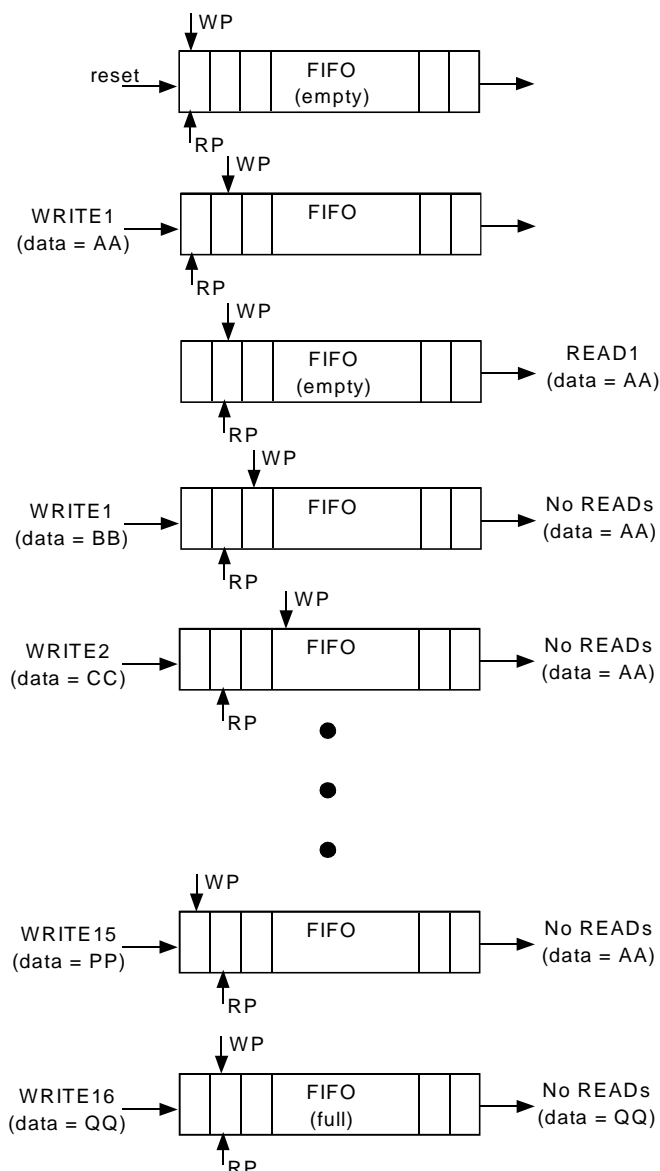 WP
reset
FIFO
(empty)
RP
WP
WRITE1
(data = AA)
FIFO
RP
WP
FIFO
(empty)
READ1
(data = AA)
RP
WP
WRITE1
(data = BB)
FIFO
No READs
(data = AA)
RP
WP
WRITE2
(data = CC)
FIFO
No READs
(data = AA)
RP
WP
WRITE15
(data = PP)
FIFO
No READs
(data = AA)
RP
WP
WRITE16
(data = QQ)
FIFO
(full)
No READs
(data = QQ)
RP